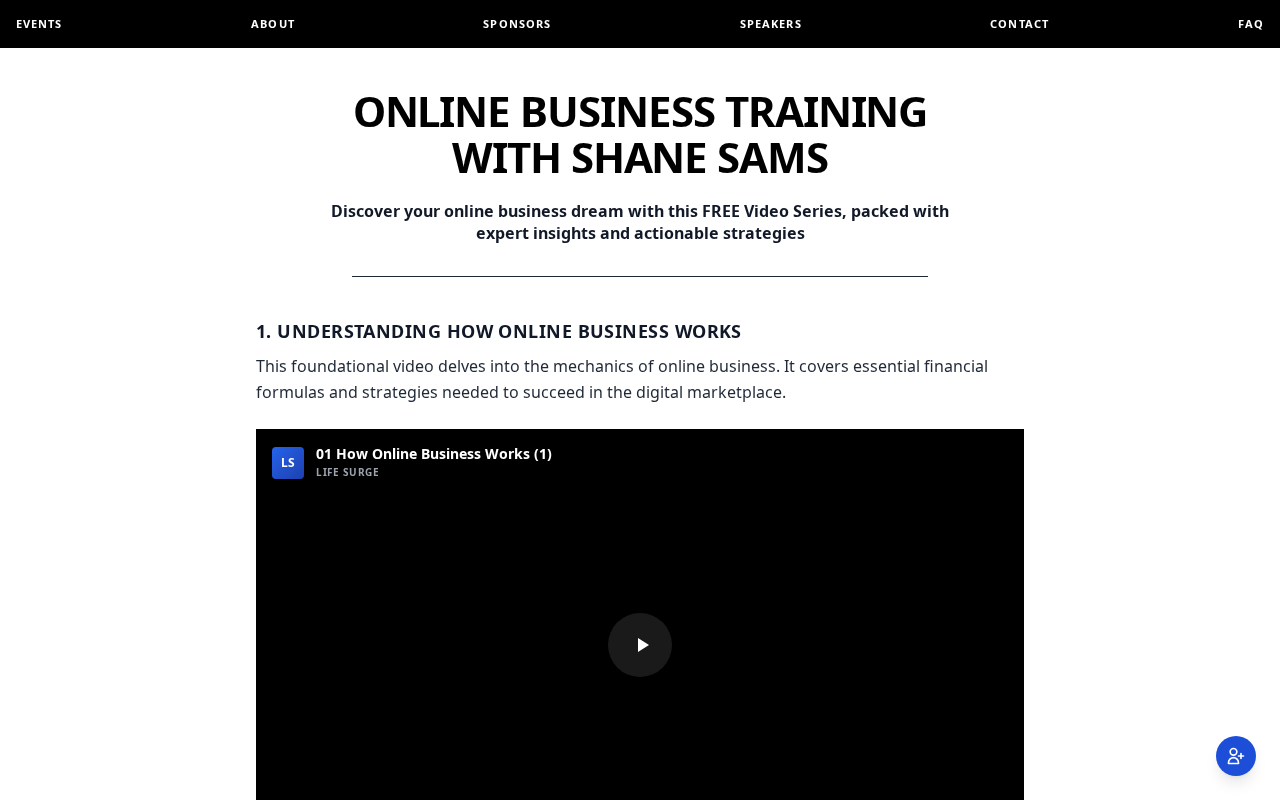 EVENTS ABOUT SPONSORS SPEAKERS CONTACT FAQ
ONLINE BUSINESS TRAINING
WITH SHANE SAMS
Discover your online business dream with this FREE Video Series, packed with
expert insights and actionable strategies
1. UNDERSTANDING HOW ONLINE BUSINESS WORKS
This foundational video delves into the mechanics of online business. It covers essential financial
formulas and strategies needed to succeed in the digital marketplace.
LS
01 How Online Business Works (1)
LIFE SURGE